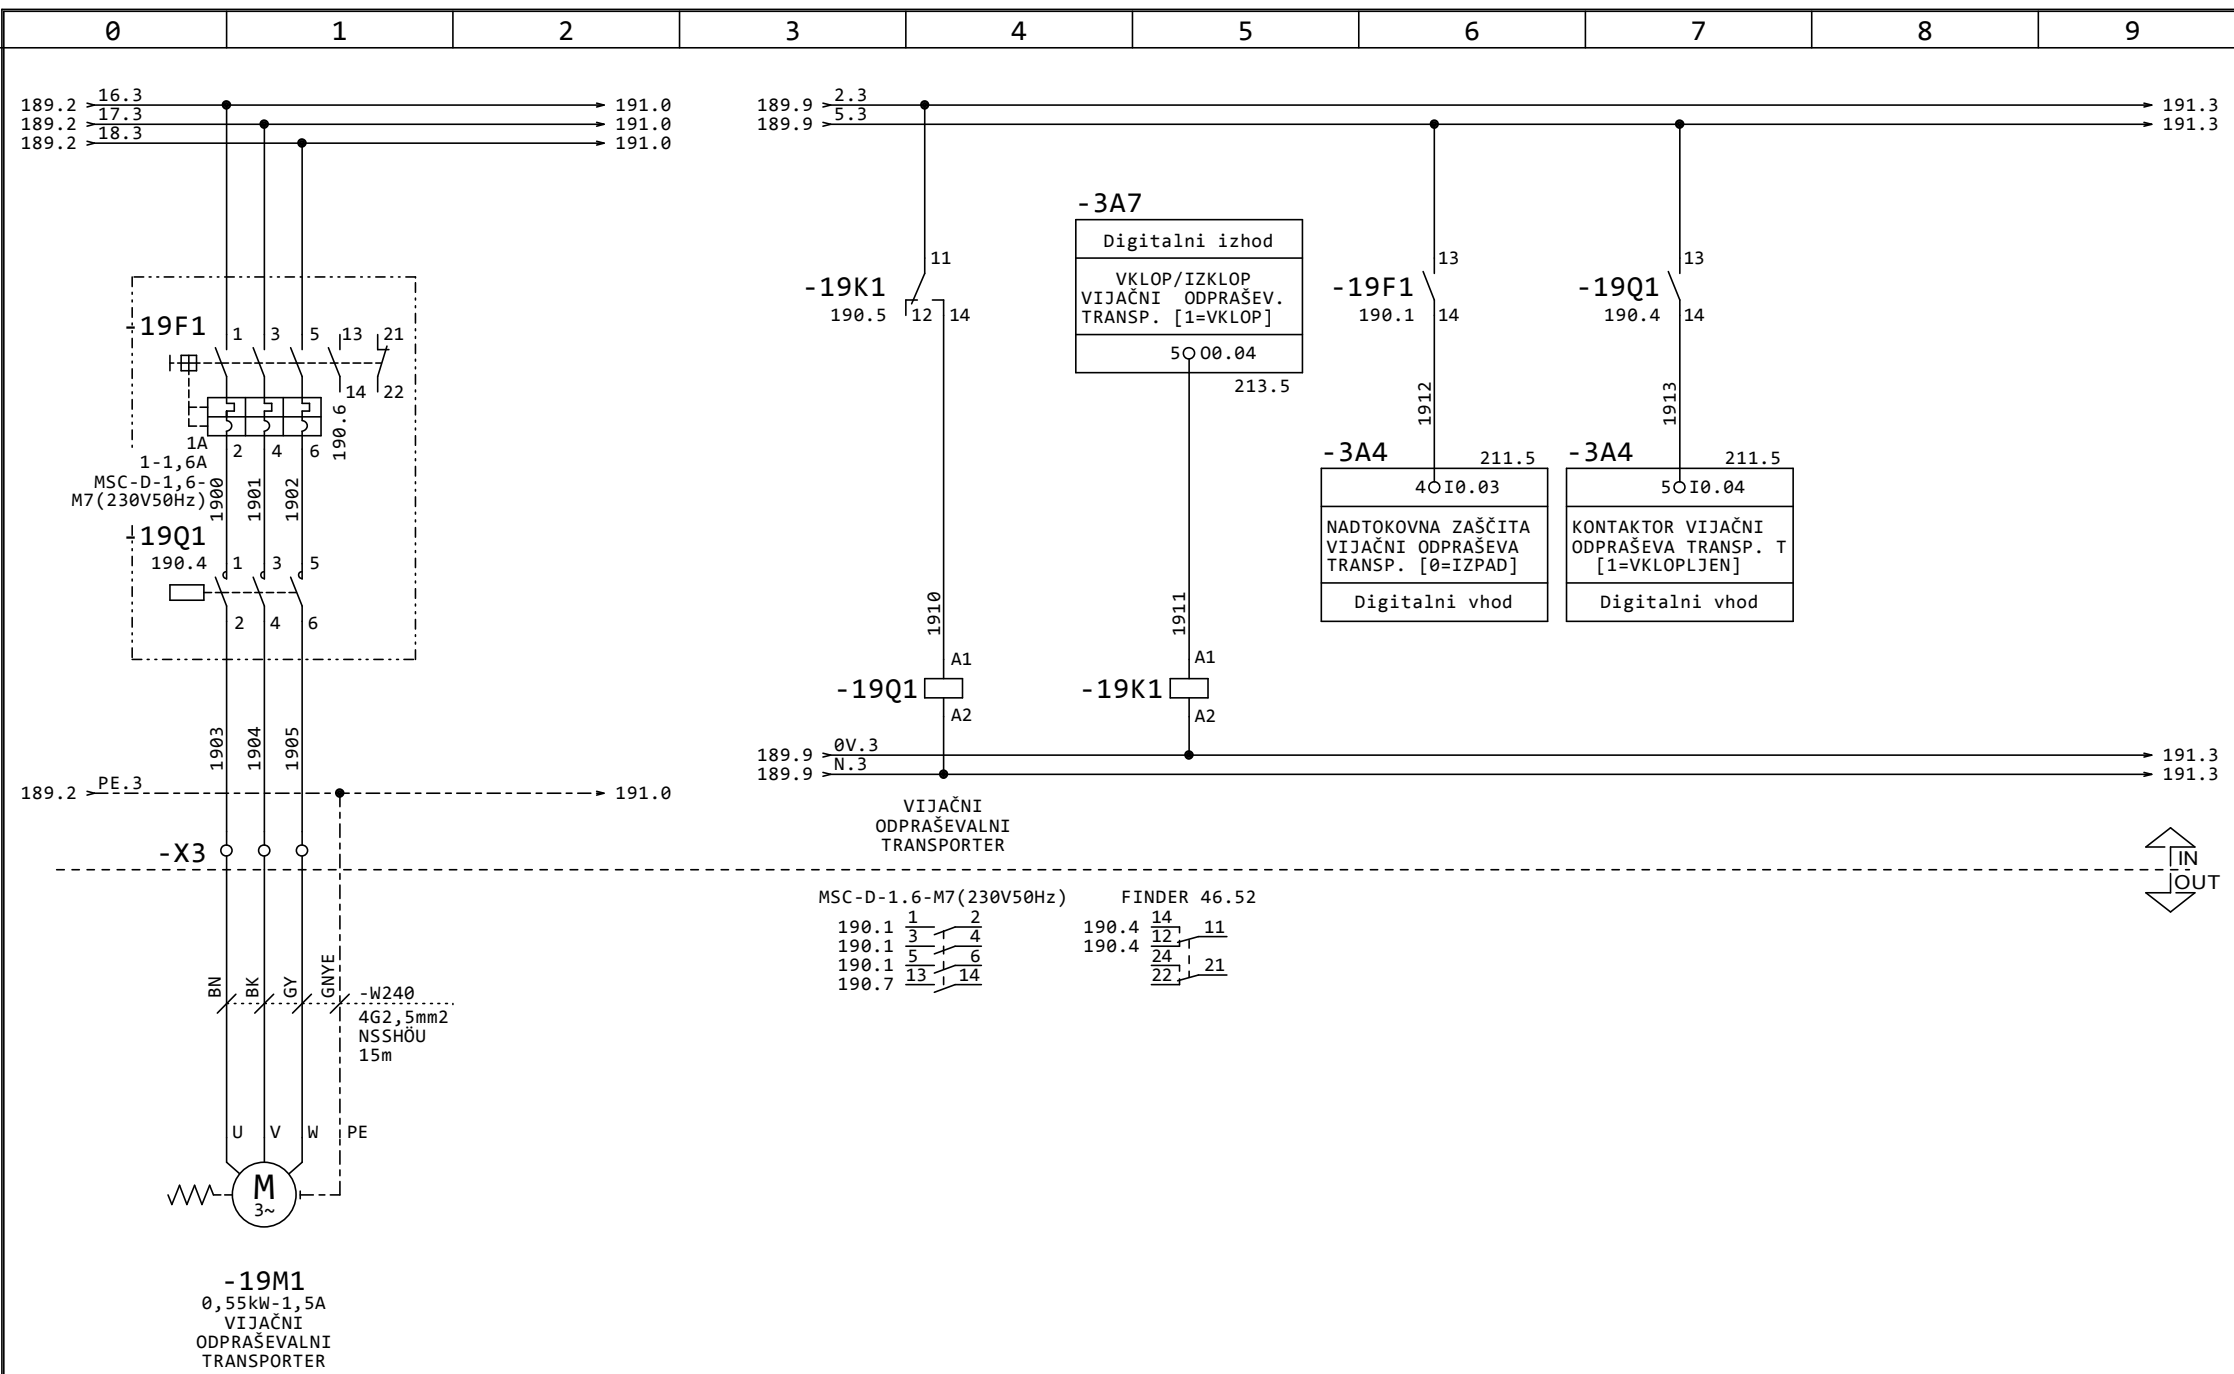 0 1 2 3 4 5 6 7 8 9
189.2 16.3 191.0
189.2 17.3 191.0
189.2 18.3 191.0
189.9 2.3 191.3
189.9 5.3 191.3
-19F1
1 3 5 13 21
14 22
190.6
2 4 6
1A
1-1,6A
MSC-D-1,6-
M7(230V50Hz)
1900 1901 1902
-19Q1
190.4
1 3 5
2 4 6
1903 1904 1905
189.2 PE.3 191.0
-X3
BN BK GY GNYE
-W240
4G2,5mm2
NSSHÖU
15m
U V W PE
M
3~
-19M1
0,55kW-1,5A
VIJAČNI
ODPRAŠEVALNI
TRANSPORTER
11
-19K1
190.5
12 14
1910
A1
-19Q1
A2
-3A7
Digitalni izhod
VKLOP/IZKLOP
VIJAČNI ODPRAŠEV.
TRANSP. [1=VKLOP]
5 O0.04
213.5
1911
A1
-19K1
A2
13
-19F1
190.1
14
1912
-3A4
211.5
4 I0.03
NADTOKOVNA ZAŠČITA
VIJAČNI ODPRAŠEVA
TRANSP. [0=IZPAD]
Digitalni vhod
13
-19Q1
190.4
14
1913
-3A4
211.5
5 I0.04
KONTAKTOR VIJAČNI
ODPRAŠEVA TRANSP. T
[1=VKLOPLJEN]
Digitalni vhod
189.9 0V.3 191.3
189.9 N.3 191.3
VIJAČNI
ODPRAŠEVALNI
TRANSPORTER
IN
OUT
MSC-D-1.6-M7(230V50Hz)
190.1 1 2
190.1 3 4
190.1 5 6
190.7 13 14
FINDER 46.52
190.4 14
190.4 12 11
24
22 21